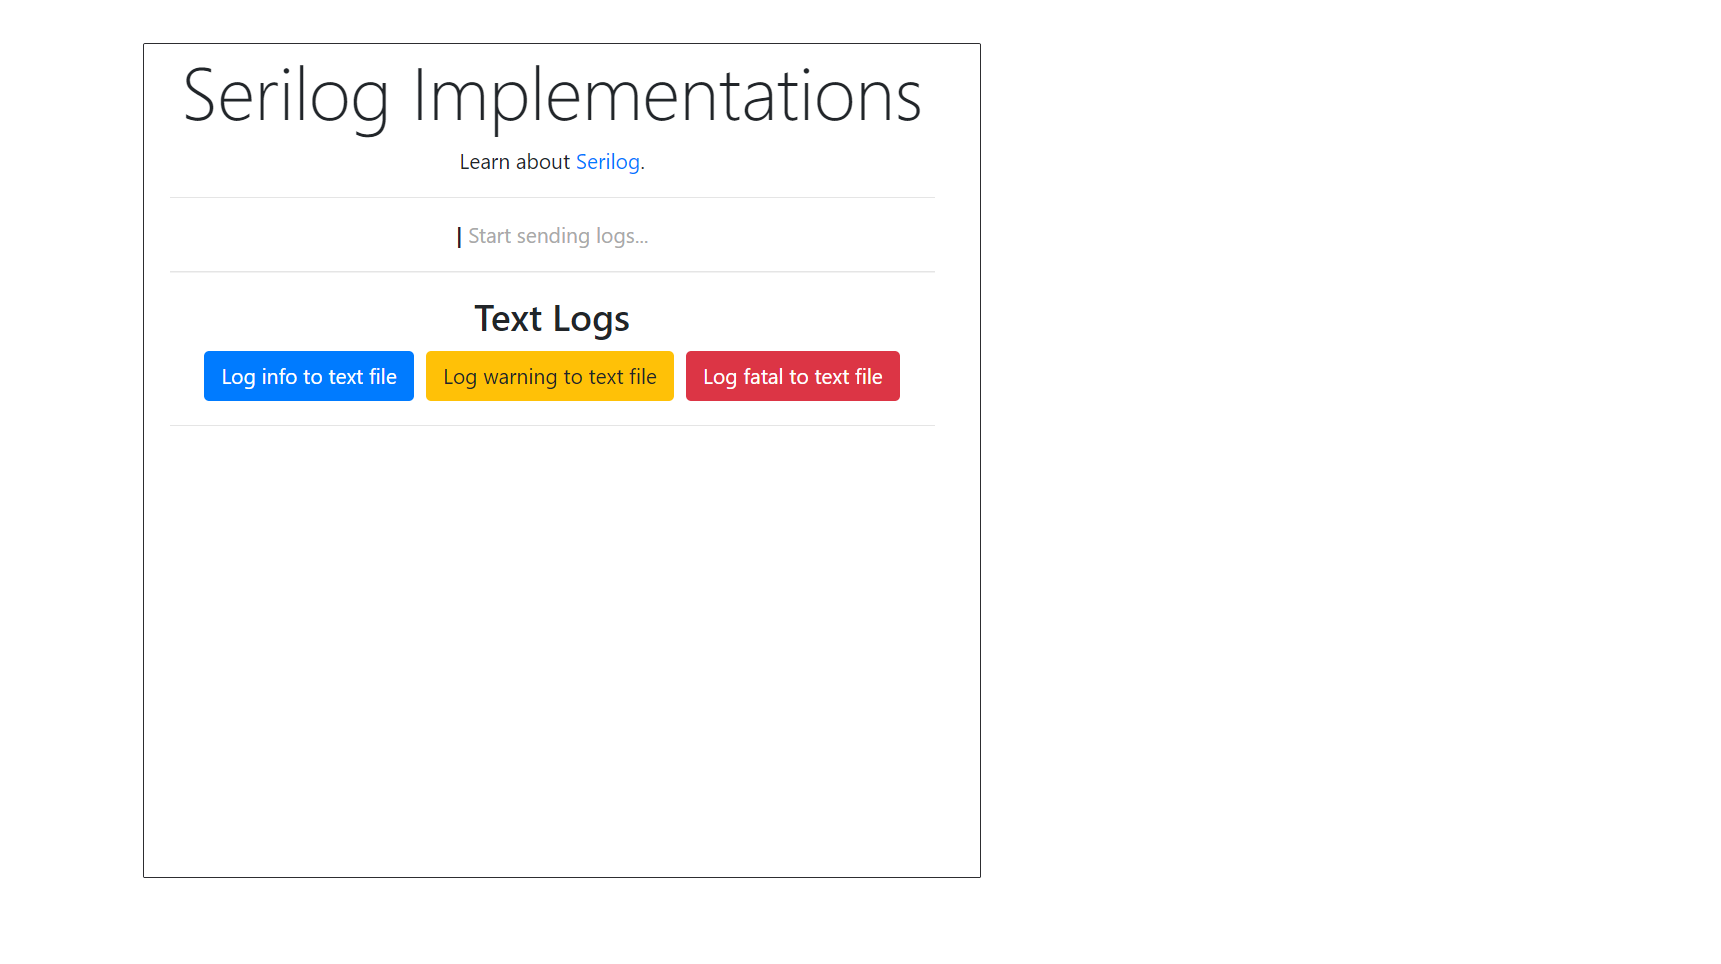 Serilog Implementations
Learn about Serilog.
| Start sending logs...
Text Logs
Log info to text file
Log warning to text file
Log fatal to text file